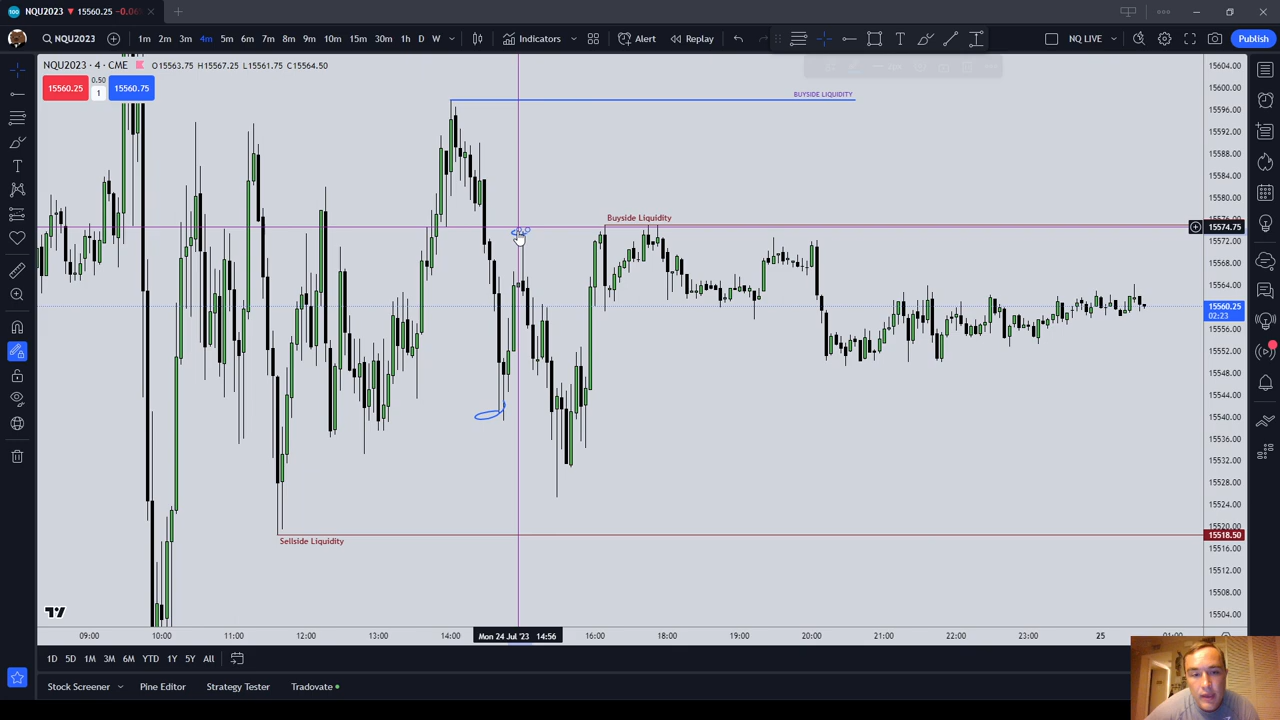 NQU2023 ▼ 15560.25 -0.06
NQU2023 1m 2m 3m 4m 5m 6m 7m 8m 9m 10m 15m 30m 1h D W Indicators Alert Replay NQ LIVE Publish
NQU2023 · 4 · CME O15563.75 H15567.25 L15561.75 C15564.50
15560.25 0.50 1 15560.75
BUYSIDE LIQUIDITY
Buyside Liquidity
Sellside Liquidity
15604.00
15600.00
15596.00
15592.00
15588.00
15584.00
15580.00
15576.00
15574.75
15572.00
15568.00
15564.00
15560.25
02:23
15556.00
15552.00
15548.00
15544.00
15540.00
15536.00
15532.00
15528.00
15524.00
15520.00
15518.50
15516.00
15512.00
15508.00
15504.00
09:00 10:00 11:00 12:00 13:00 14:00 Mon 24 Jul '23 14:56 16:00 17:00 18:00 19:00 20:00 21:00 22:00 23:00 25 01:00
1D 5D 1M 3M 6M YTD 1Y 5Y All
Stock Screener Pine Editor Strategy Tester Tradovate